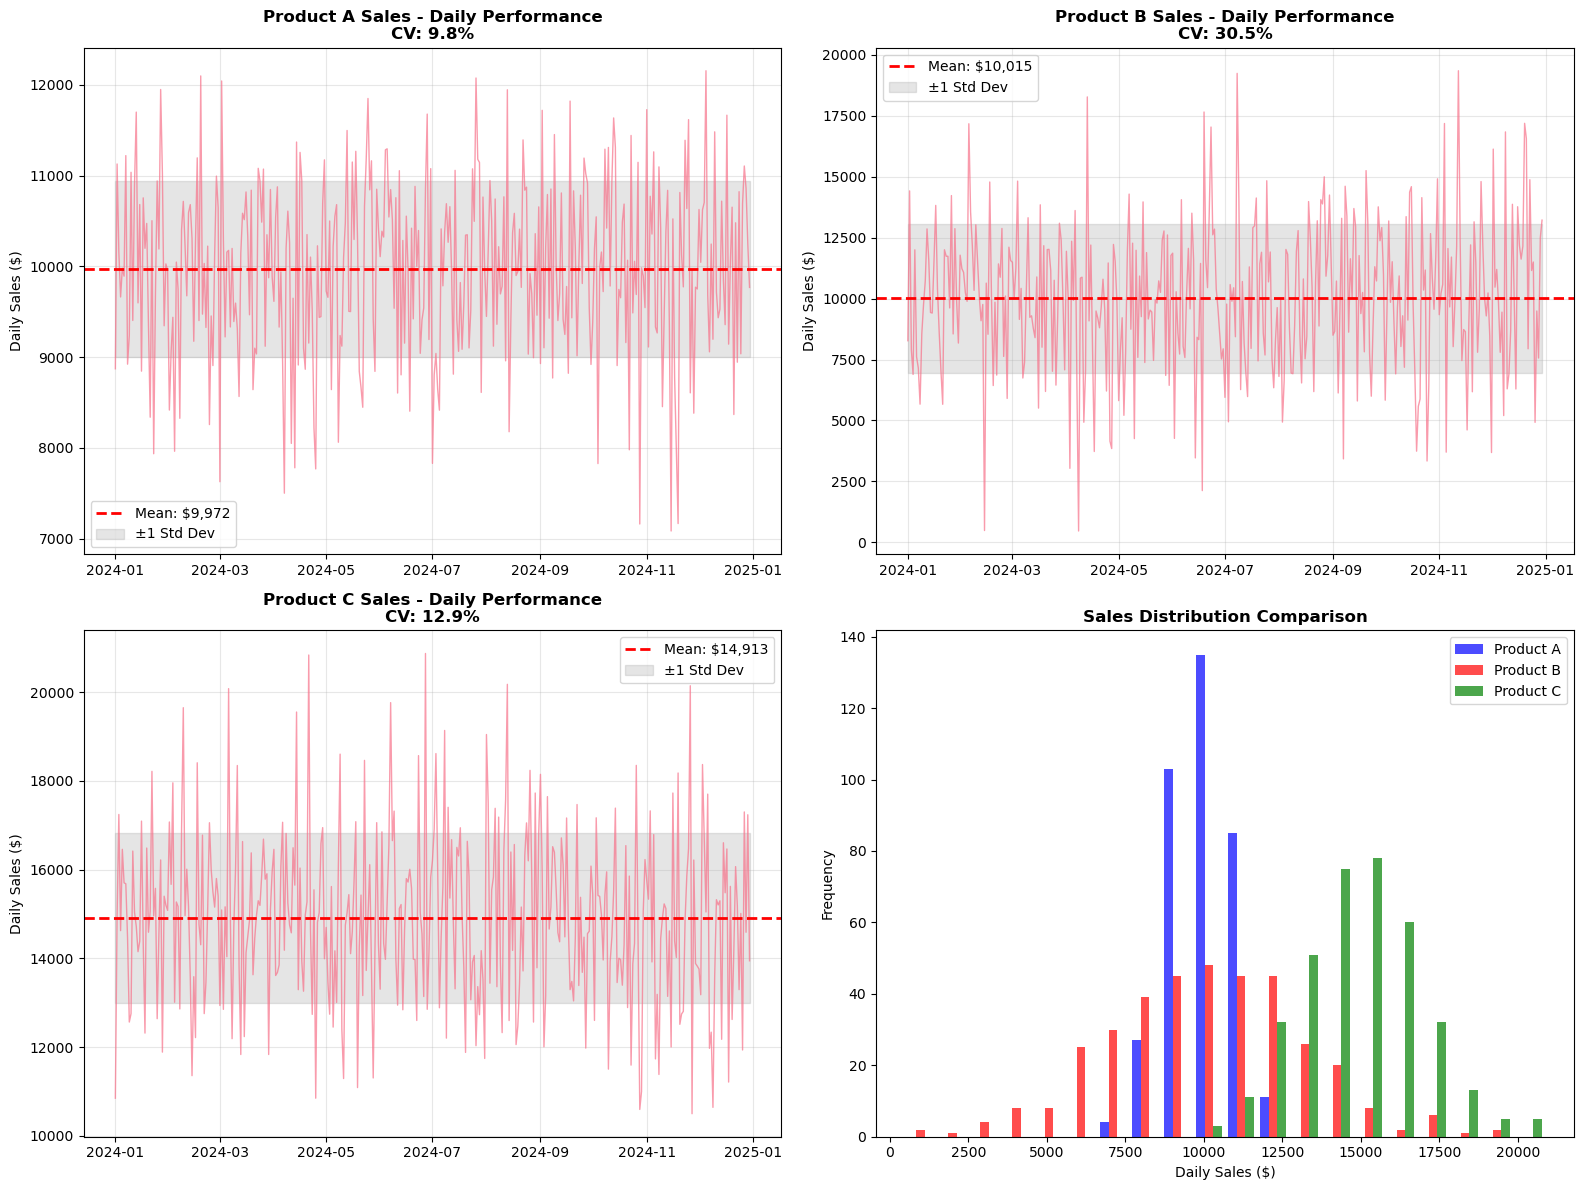 Product A Sales - Daily Performance
CV: 9.8%
Daily Sales ($)
12000
11000
10000
9000
8000
7000
Mean: $9,972
±1 Std Dev
2024-01
2024-03
2024-05
2024-07
2024-09
2024-11
2025-01
Product B Sales - Daily Performance
CV: 30.5%
Daily Sales ($)
20000
17500
15000
12500
10000
7500
5000
2500
0
Mean: $10,015
±1 Std Dev
2024-01
2024-03
2024-05
2024-07
2024-09
2024-11
2025-01
Product C Sales - Daily Performance
CV: 12.9%
Daily Sales ($)
20000
18000
16000
14000
12000
10000
Mean: $14,913
±1 Std Dev
2024-01
2024-03
2024-05
2024-07
2024-09
2024-11
2025-01
Sales Distribution Comparison
Frequency
140
120
100
80
60
40
20
0
Product A
Product B
Product C
0
2500
5000
7500
10000
12500
15000
17500
20000
Daily Sales ($)